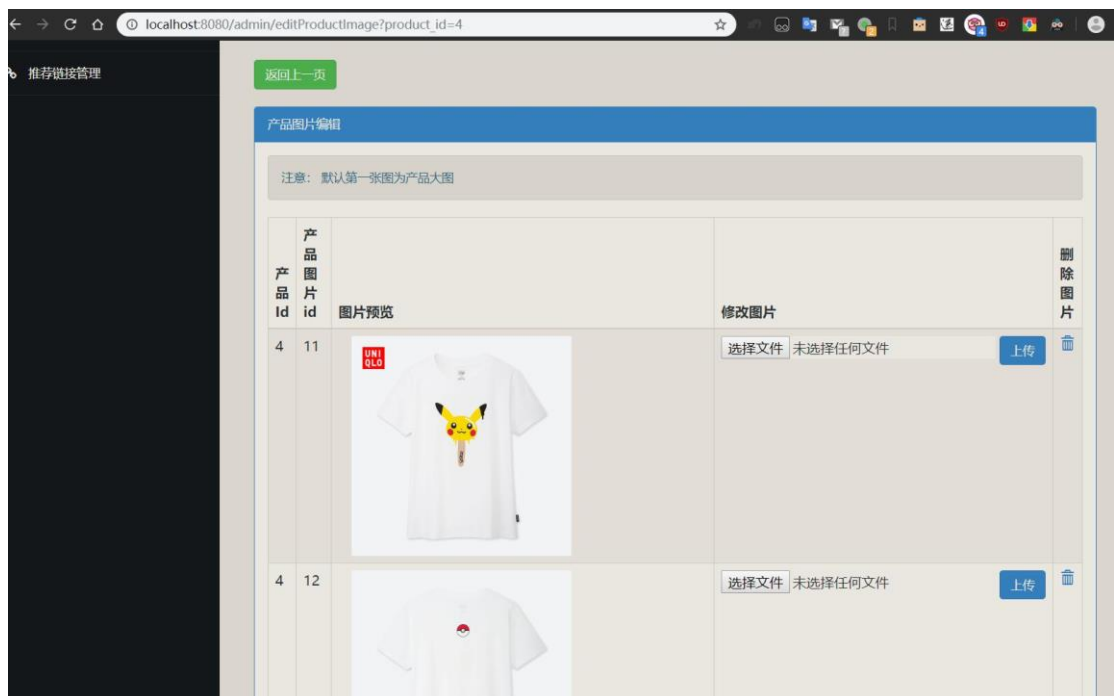 localhost:8080/admin/editProductImage?product_id=4
推荐链接管理
返回上一页
产品图片编辑
注意： 默认第一张图为产品大图
产品Id
产品图片id
图片预览
修改图片
删除图片
4 11
UNI
QLO
选择文件 未选择任何文件
上传
4 12
选择文件 未选择任何文件
上传